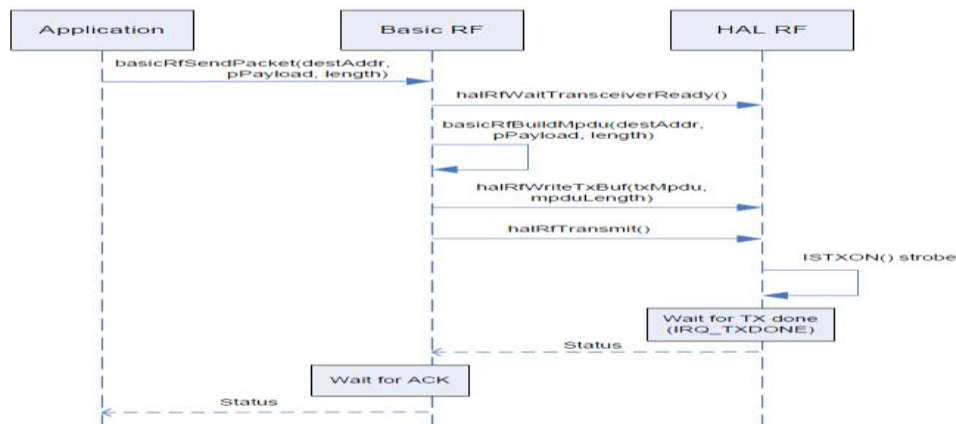 Application
Basic RF
HAL RF
basicRfSendPacket(destAddr,
pPayload, length)
halRfWaitTransceiverReady()
basicRfBuildMpdu(destAddr,
pPayload, length)
halRfWriteTxBuf(txMpdu,
mpduLength)
halRfTransmit()
ISTXON() strobe
Wait for TX done
(IRQ_TXDONE)
Status
Wait for ACK
Status